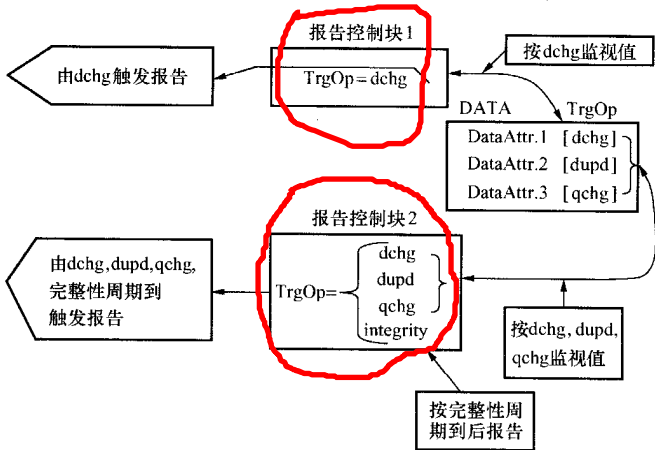 报告控制块1
由dchg触发报告
TrgOp=dchg
按dchg监视值
DATA TrgOp
DataAttr.1 [dchg]
DataAttr.2 [dupd]
DataAttr.3 [qchg]
报告控制块2
由dchg,dupd,qchg,
完整性周期到
触发报告
TrgOp=
dchg
dupd
qchg
integrity
按dchg,dupd,
qchg监视值
按完整性周
期到后报告